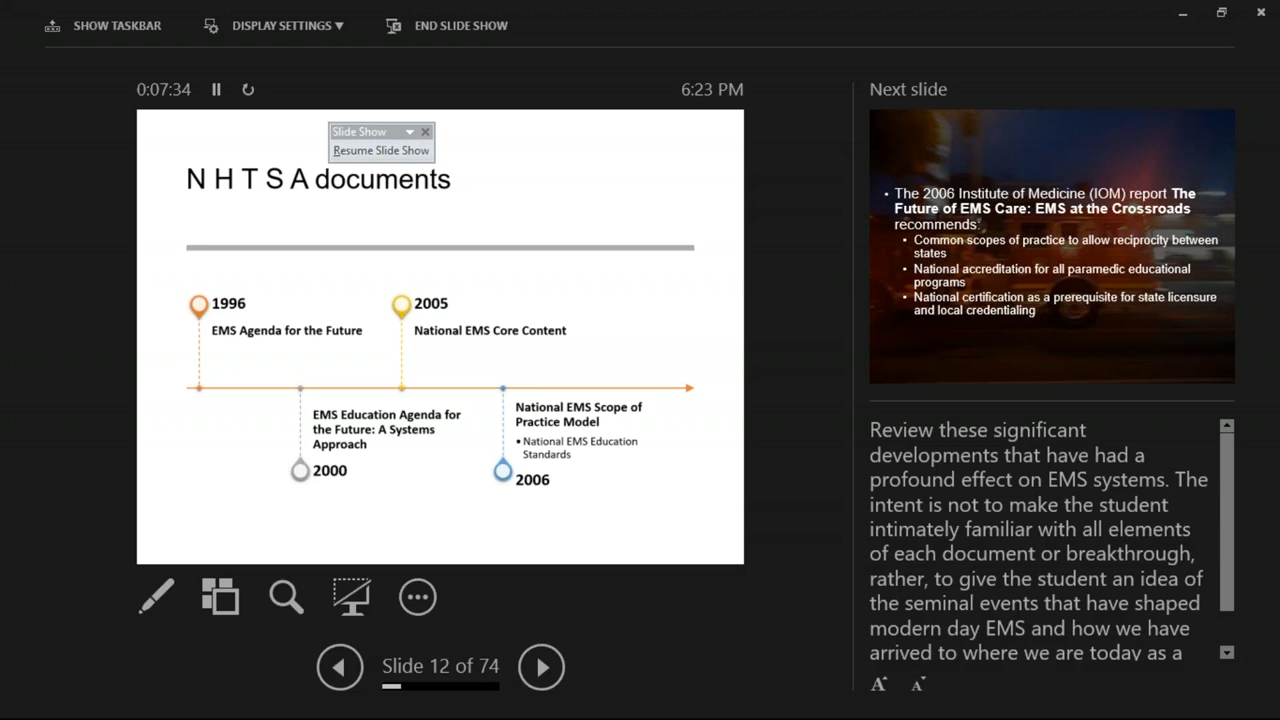 SHOW TASKBAR
DISPLAY SETTINGS ▼
END SLIDE SHOW
0:07:34
6:23 PM
Slide Show
Resume Slide Show
N H T S A documents
1996
EMS Agenda for the Future
2005
National EMS Core Content
EMS Education Agenda for
the Future: A Systems
Approach
2000
National EMS Scope of
Practice Model
▪ National EMS Education
Standards
2006
Slide 12 of 74
Next slide
• The 2006 Institute of Medicine (IOM) report The
Future of EMS Care: EMS at the Crossroads
recommends:
• Common scopes of practice to allow reciprocity between
states
• National accreditation for all paramedic educational
programs
• National certification as a prerequisite for state licensure
and local credentialing
Review these significant
developments that have had a
profound effect on EMS systems. The
intent is not to make the student
intimately familiar with all elements
of each document or breakthrough,
rather, to give the student an idea of
the seminal events that have shaped
modern day EMS and how we have
arrived to where we are today as a
A A